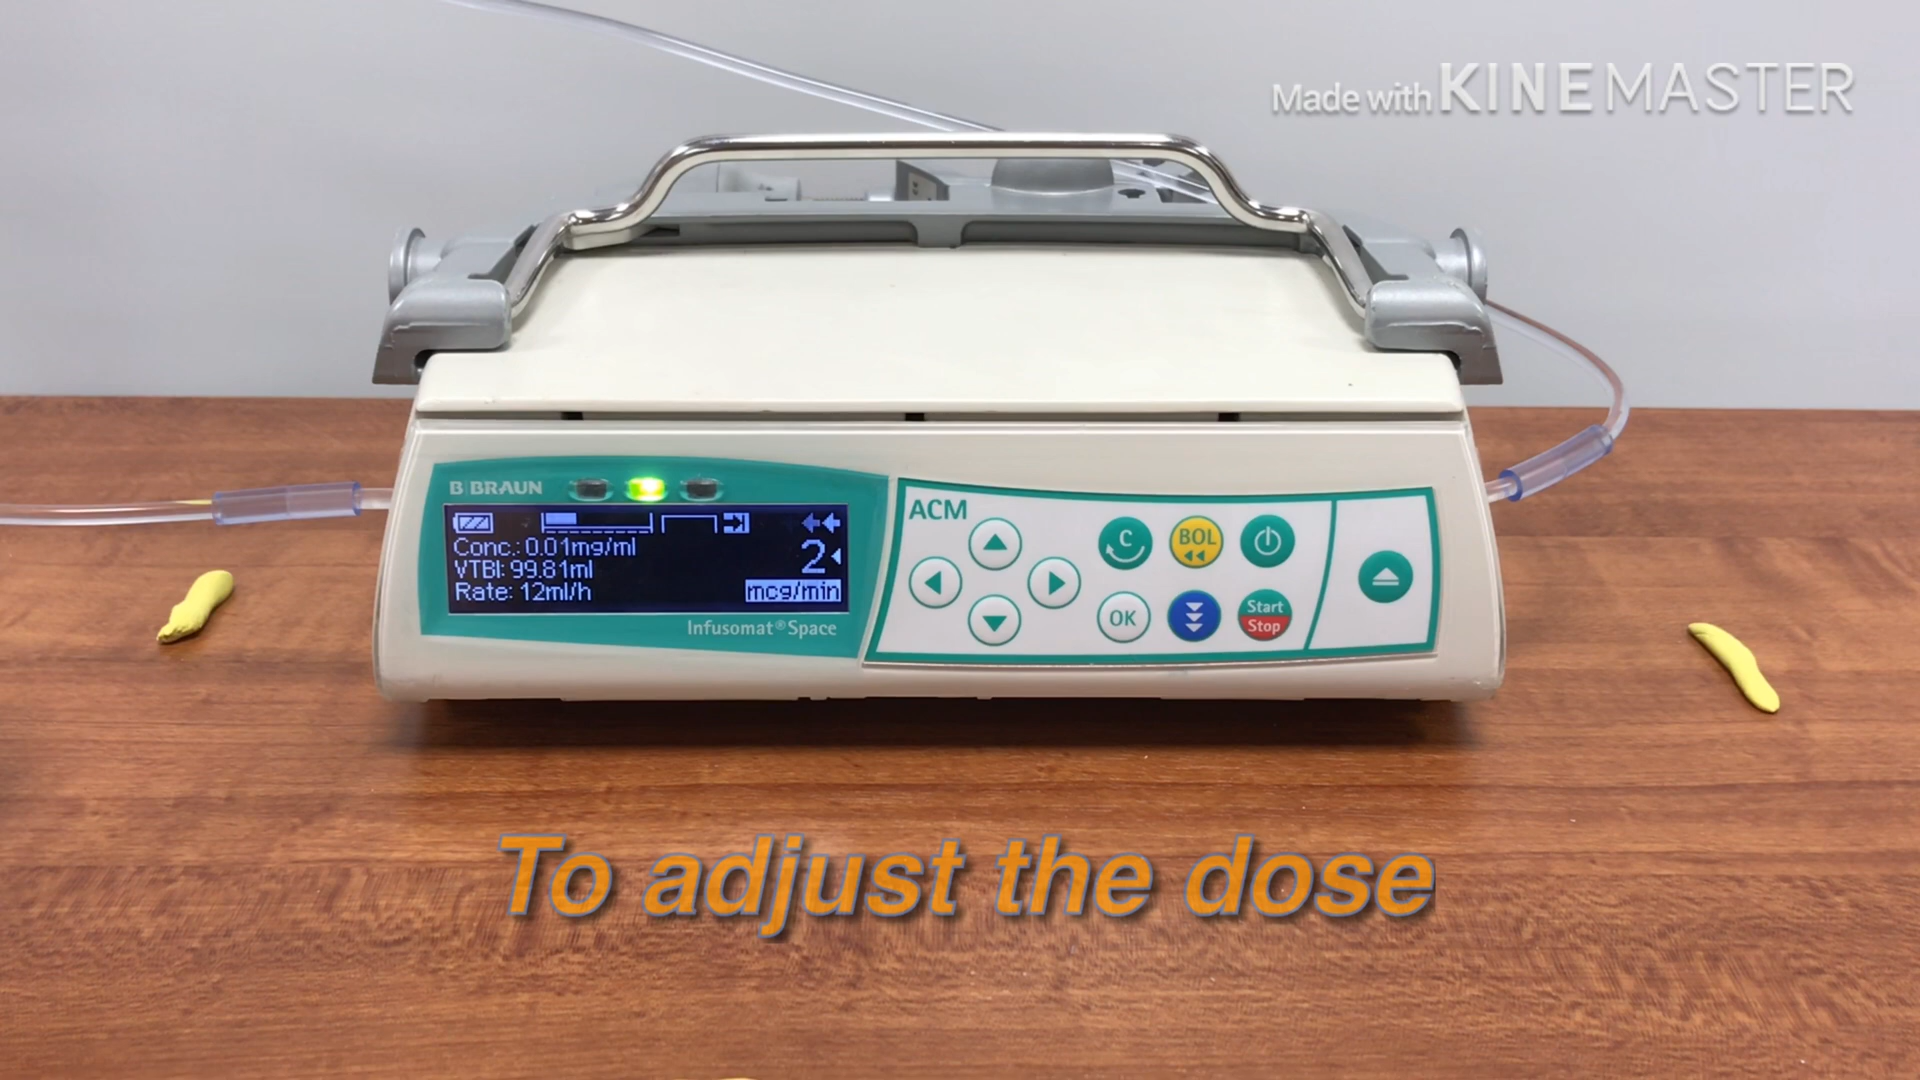 Made with KINEMASTER
B BRAUN
Conc.: 0.01mg/ml
VTBI: 99.81ml
Rate: 12ml/h
2
mcg/min
Infusomat® Space
ACM
C
BOL
OK
Start
Stop
To adjust the dose